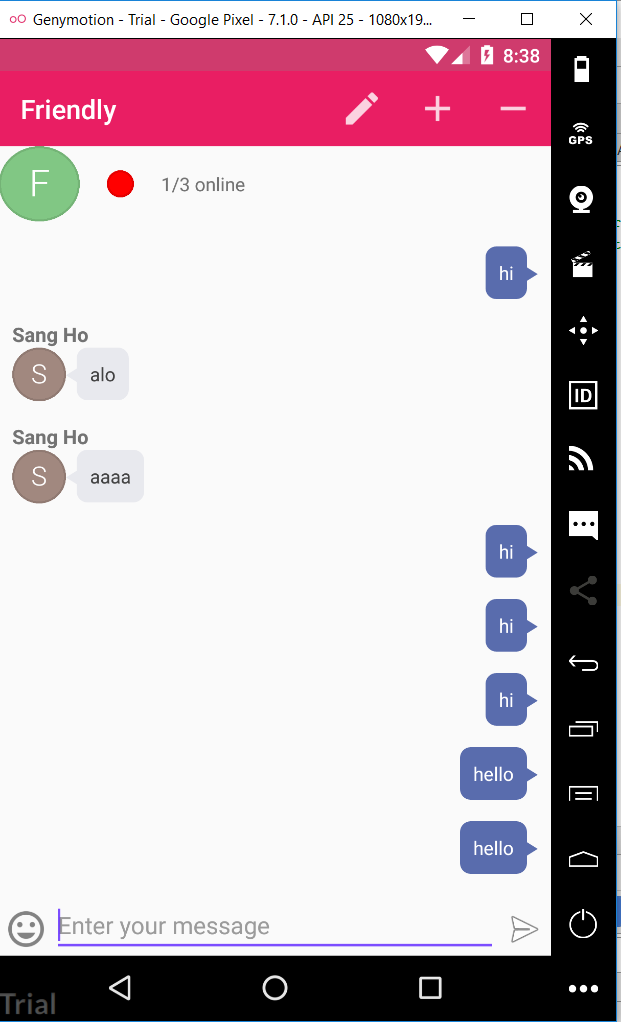 Genymotion - Trial - Google Pixel - 7.1.0 - API 25 - 1080x19...
8:38
Friendly
GPS
F
1/3 online
hi
Sang Ho
S
alo
ID
Sang Ho
S
aaaa
hi
hi
hi
hello
hello
Enter your message
Trial